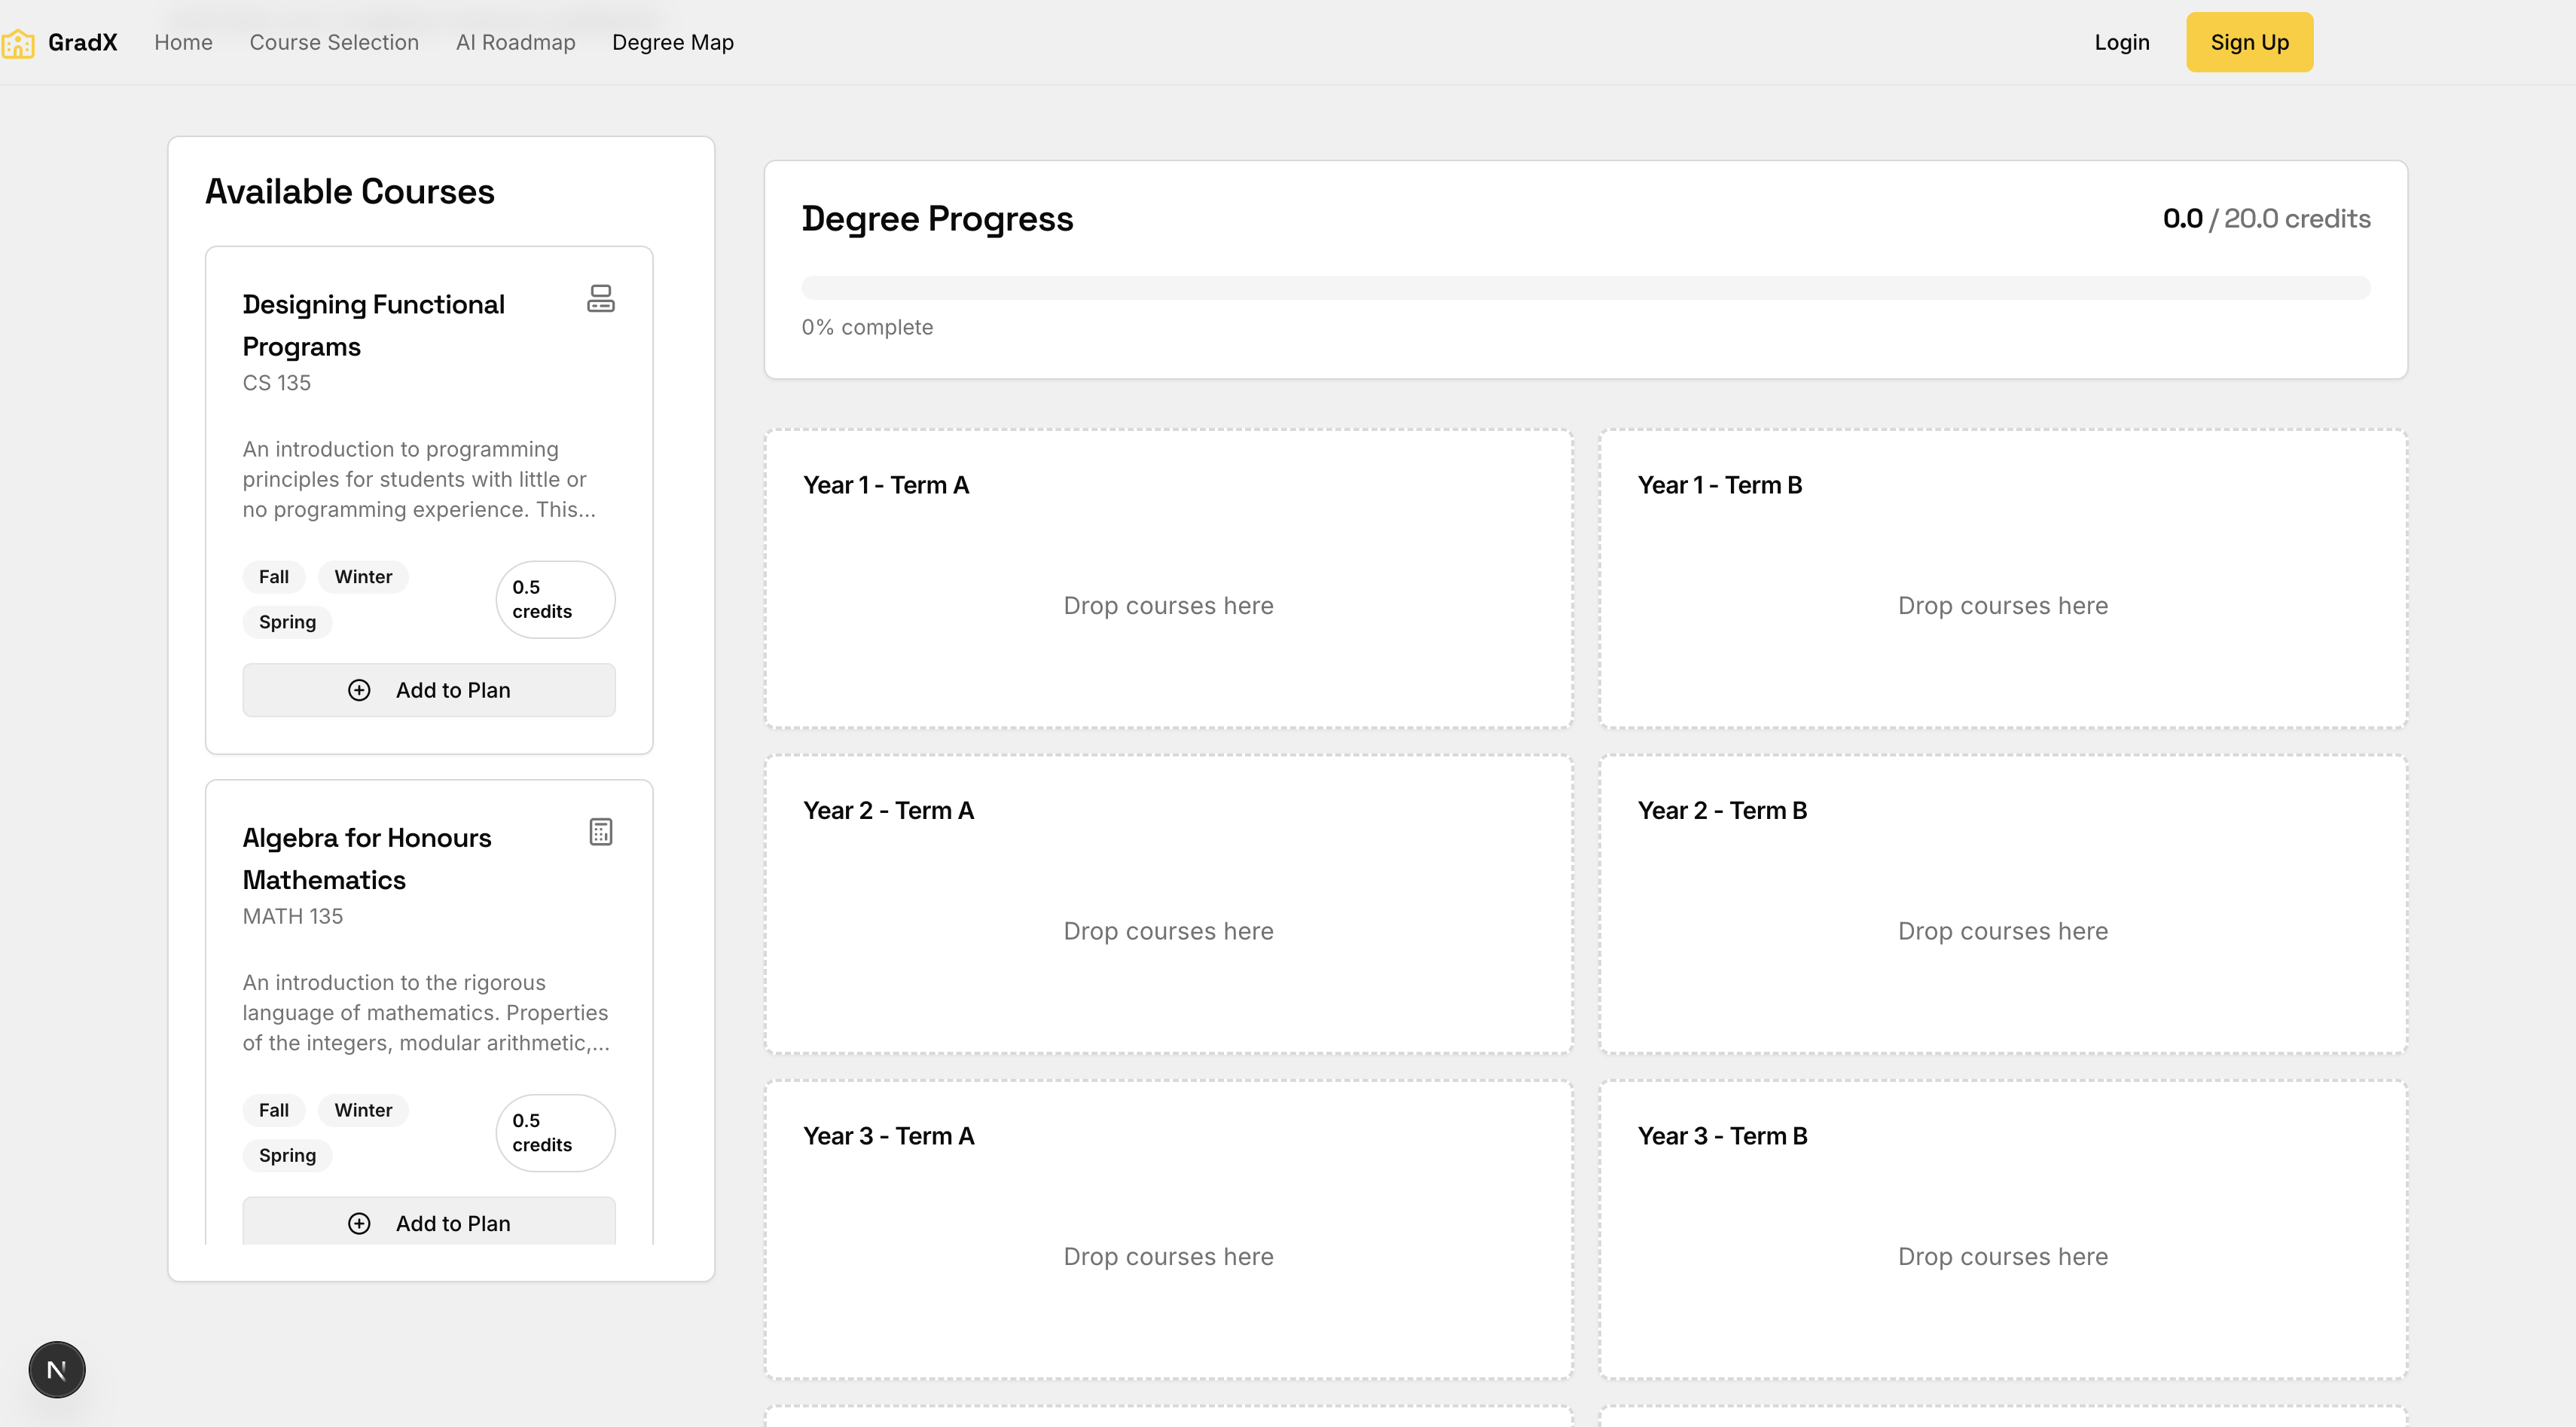 GradX Home Course Selection AI Roadmap Degree Map Login Sign Up
Available Courses
Designing Functional
Programs
CS 135
An introduction to programming
principles for students with little or
no programming experience. This...
Fall Winter
Spring
0.5
credits
Add to Plan
Algebra for Honours
Mathematics
MATH 135
An introduction to the rigorous
language of mathematics. Properties
of the integers, modular arithmetic,...
Fall Winter
Spring
0.5
credits
Add to Plan
Degree Progress
0.0 / 20.0 credits
0% complete
Year 1 - Term A
Drop courses here
Year 1 - Term B
Drop courses here
Year 2 - Term A
Drop courses here
Year 2 - Term B
Drop courses here
Year 3 - Term A
Drop courses here
Year 3 - Term B
Drop courses here
N